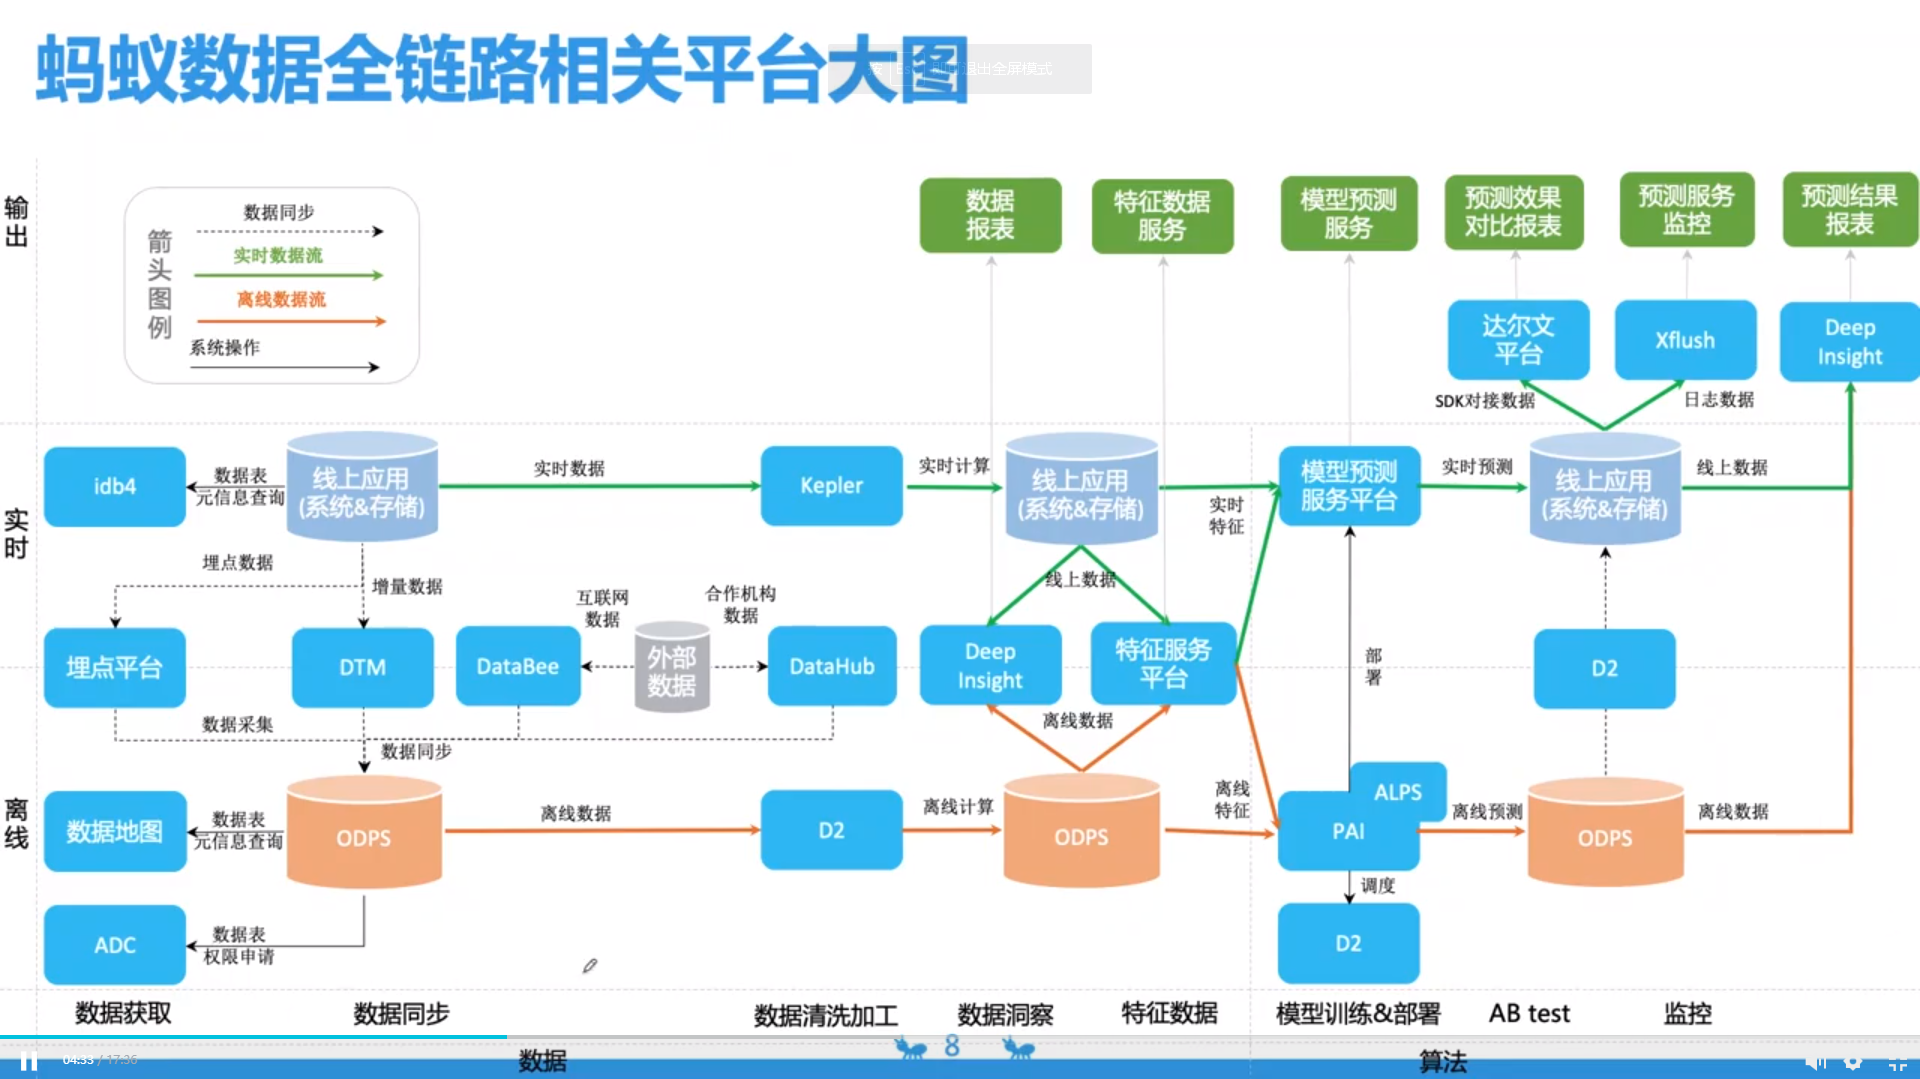 蚂蚁数据全链路相关平台大图
按 Esc 即可退出全屏模式
输
出
箭
头
图
例
数据同步
实时数据流
离线数据流
系统操作
数据
报表
特征数据
服务
模型预测
服务
预测效果
对比报表
预测服务
监控
预测结果
报表
达尔文
平台
Xflush
Deep
Insight
SDK对接数据
日志数据
实
时
idb4
数据表
元信息查询
线上应用
(系统&存储)
实时数据
Kepler
实时计算
线上应用
(系统&存储)
实时
特征
模型预测
服务平台
实时预测
线上应用
(系统&存储)
线上数据
埋点数据
增量数据
互联网
数据
合作机构
数据
线上数据
埋点平台
DTM
DataBee
外部
数据
DataHub
Deep
Insight
特征服务
平台
部
署
D2
数据采集
数据同步
离线数据
离
线
数据地图
数据表
元信息查询
ODPS
离线数据
D2
离线计算
ODPS
离线
特征
ALPS
PAI
离线预测
ODPS
离线数据
调度
ADC
数据表
权限申请
D2
数据获取
数据同步
数据清洗加工
数据洞察
特征数据
模型训练&部署
AB test
监控
8
04:33 / 17:36
数据
算法